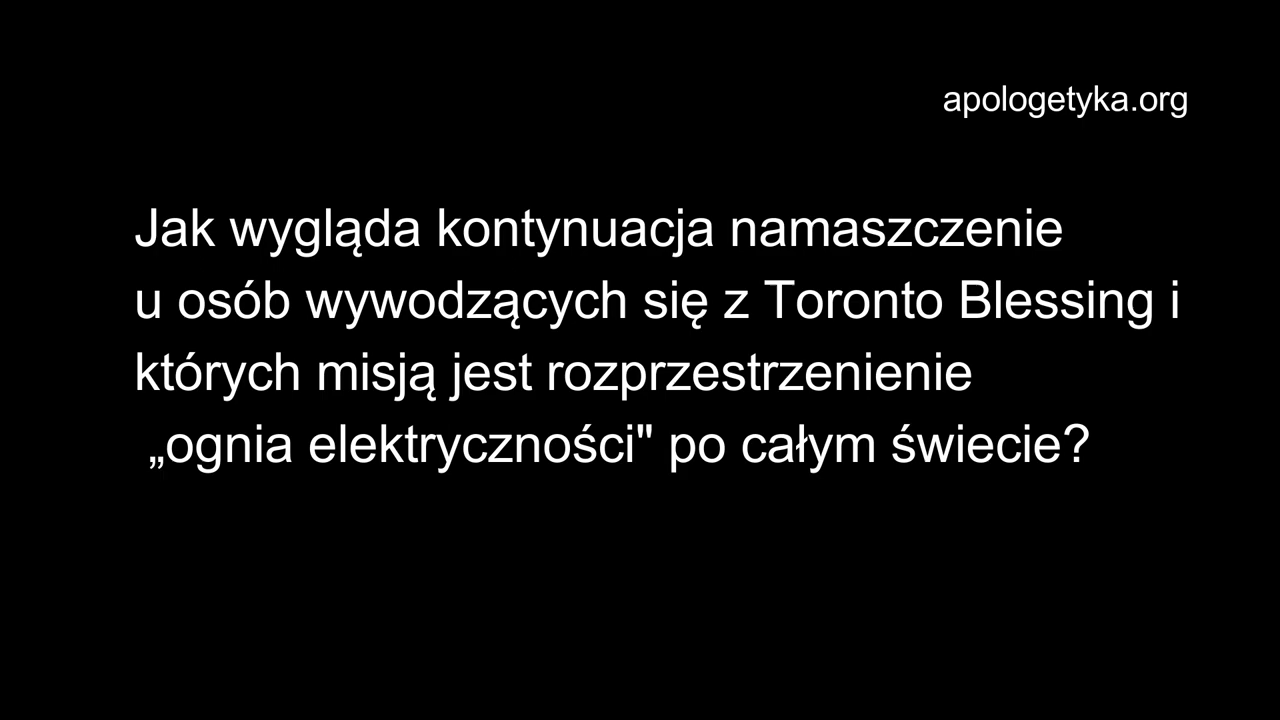 apologetyka.org
Jak wygląda kontynuacja namaszczenie
u osób wywodzących się z Toronto Blessing i
których misją jest rozprzestrzenienie
„ognia elektryczności" po całym świecie?